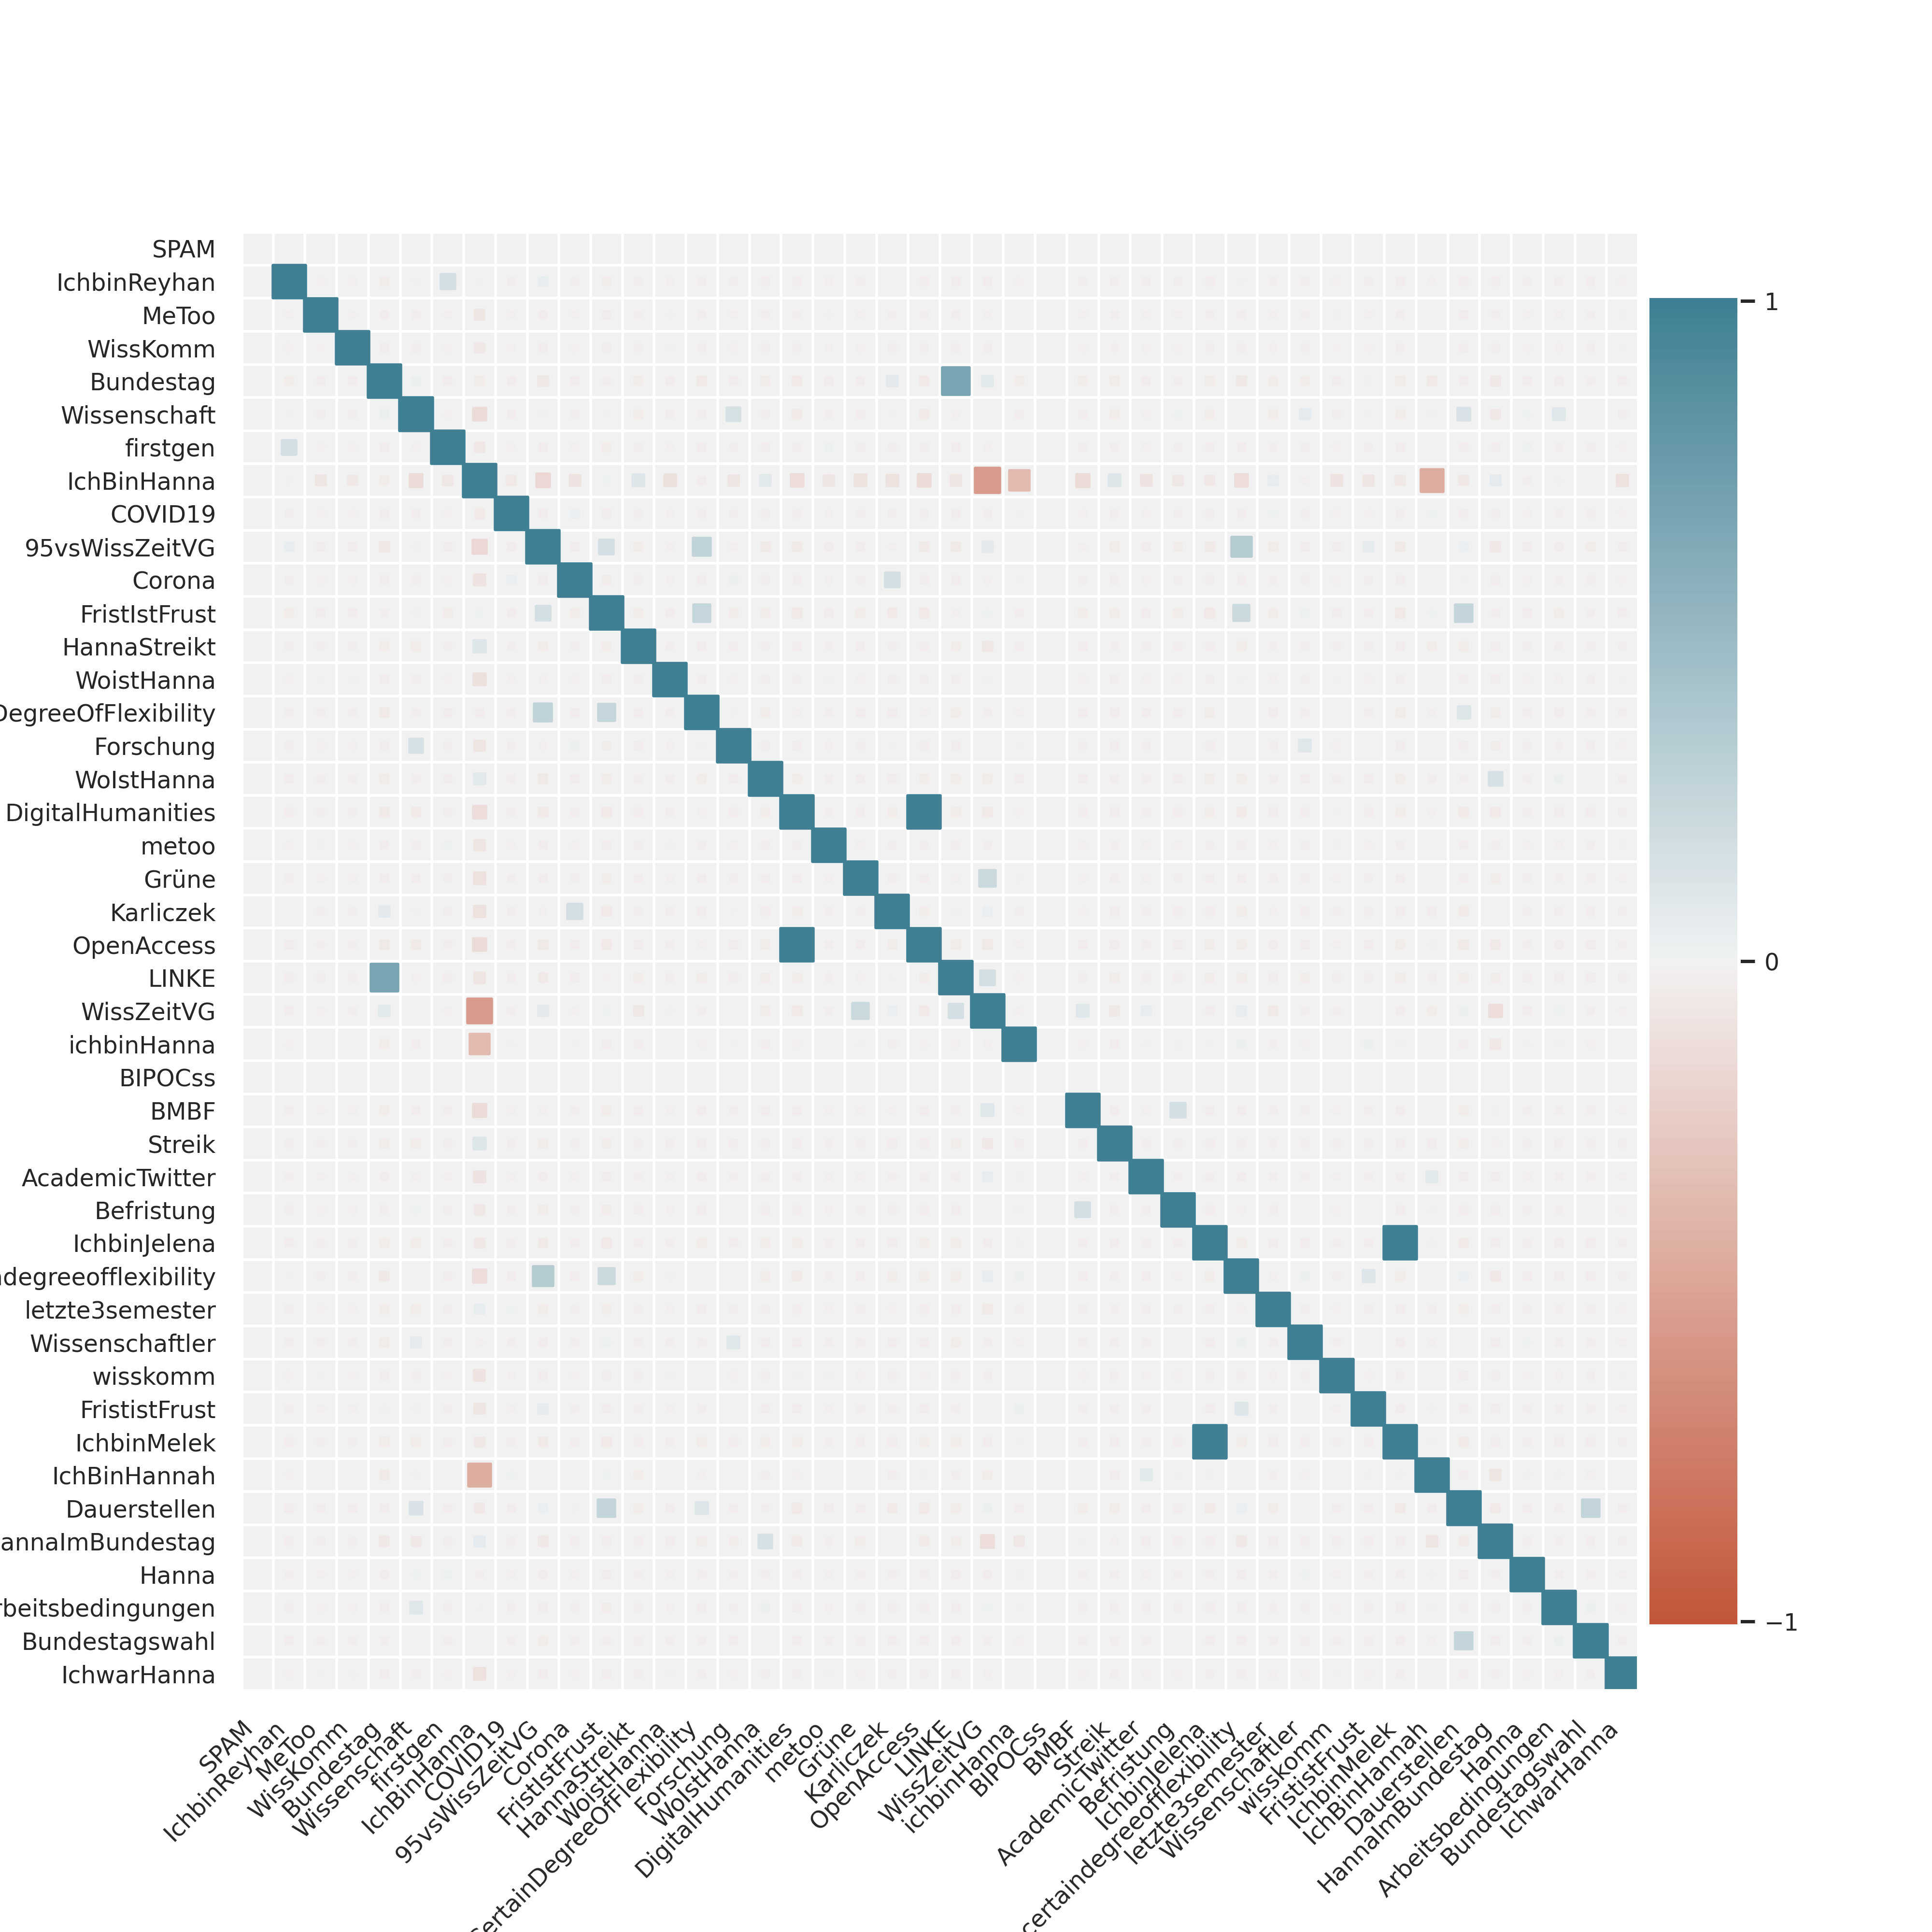 SPAM
IchbinReyhan
MeToo
WissKomm
Bundestag
Wissenschaft
firstgen
IchBinHanna
COVID19
95vsWissZeitVG
Corona
FristIstFrust
HannaStreikt
WoistHanna
DegreeOfFlexibility
Forschung
WoIstHanna
DigitalHumanities
metoo
Grüne
Karliczek
OpenAccess
LINKE
WissZeitVG
ichbinHanna
BIPOCss
BMBF
Streik
AcademicTwitter
Befristung
IchbinJelena
ndegreeofflexibility
letzte3semester
Wissenschaftler
wisskomm
FrististFrust
IchbinMelek
IchBinHannah
Dauerstellen
annaImBundestag
Hanna
rbeitsbedingungen
Bundestagswahl
IchwarHanna
1
0
−1
SPAM
IchbinReyhan
MeToo
WissKomm
Bundestag
Wissenschaft
firstgen
IchBinHanna
COVID19
95vsWissZeitVG
Corona
FristIstFrust
HannaStreikt
WoistHanna
CertainDegreeOfFlexibility
Forschung
WoIstHanna
DigitalHumanities
metoo
Grüne
Karliczek
OpenAccess
LINKE
WissZeitVG
ichbinHanna
BIPOCss
BMBF
Streik
AcademicTwitter
Befristung
IchbinJelena
certaindegreeofflexibility
letzte3semester
Wissenschaftler
wisskomm
FrististFrust
IchbinMelek
IchBinHannah
Dauerstellen
HannaImBundestag
Hanna
Arbeitsbedingungen
Bundestagswahl
IchwarHanna